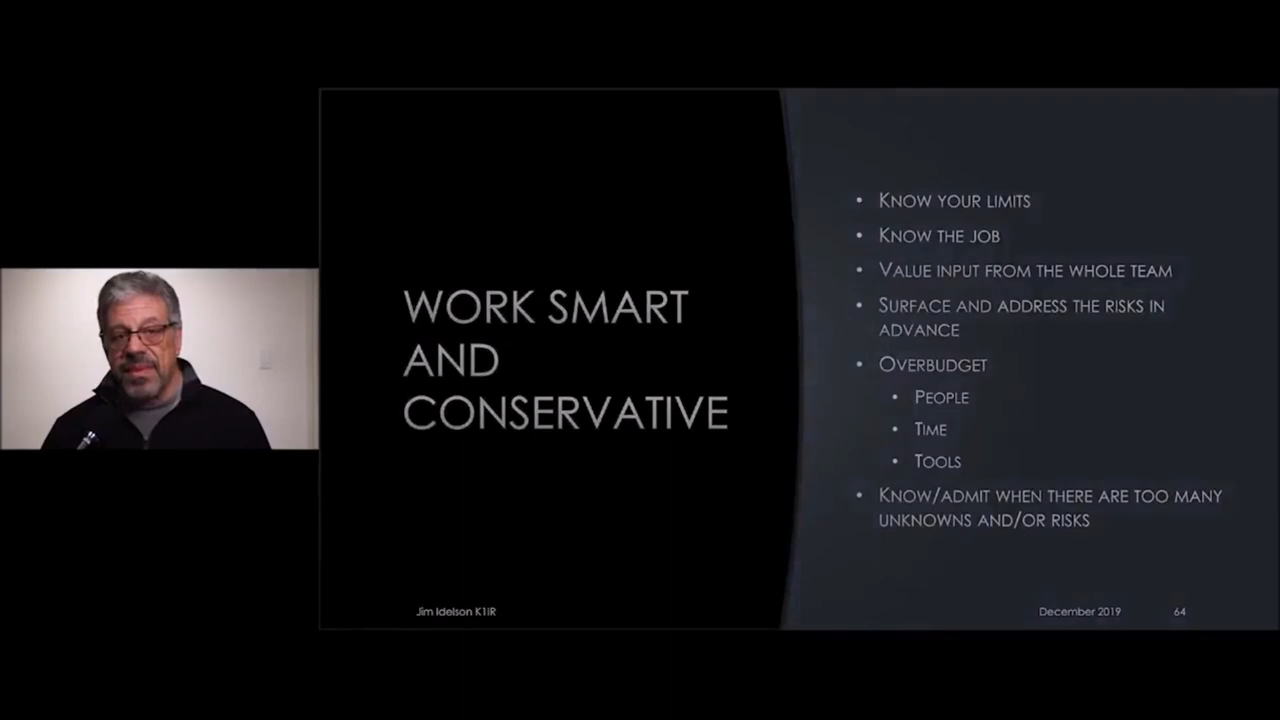 WORK SMART
AND
CONSERVATIVE
• KNOW YOUR LIMITS
• KNOW THE JOB
• VALUE INPUT FROM THE WHOLE TEAM
• SURFACE AND ADDRESS THE RISKS IN
ADVANCE
• OVERBUDGET
• PEOPLE
• TIME
• TOOLS
• KNOW/ADMIT WHEN THERE ARE TOO MANY
UNKNOWNS AND/OR RISKS
Jim Idelson K1IR
December 2019 64